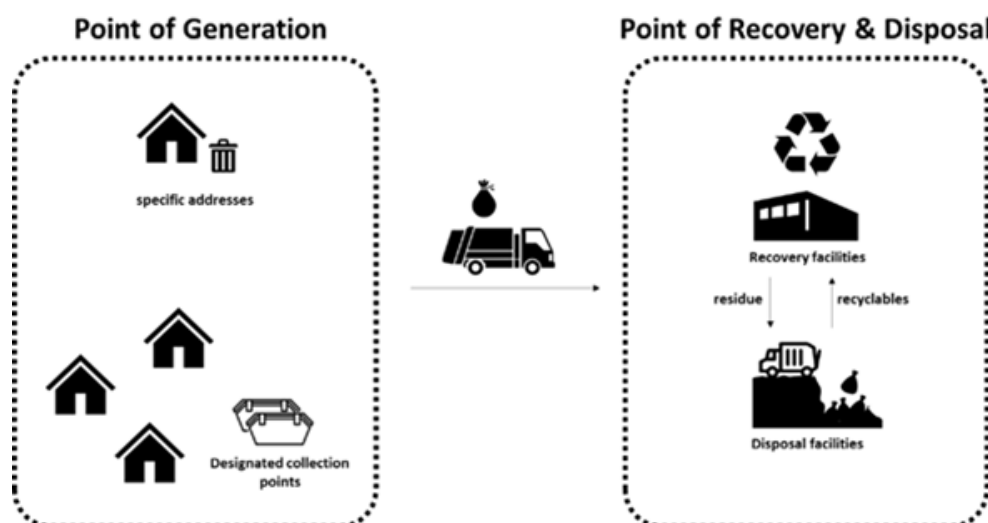 Point of Generation
Point of Recovery & Disposal
specific addresses
Recovery facilities
residue
recyclables
Designated collection
points
Disposal facilities